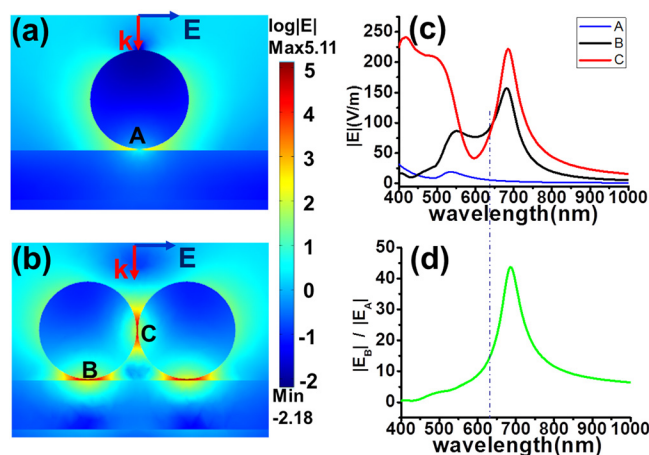 (a)
k
E
A
log|E|
Max5.11
5
4
3
2
1
0
-1
-2
Min
-2.18
(b)
k
E
B
C
(c)
A
B
C
|E|(V/m)
250
200
150
100
50
0
400 500 600 700 800 900 1000
wavelength(nm)
(d)
|E_B| / |E_A|
50
40
30
20
10
0
400 500 600 700 800 900 1000
wavelength(nm)